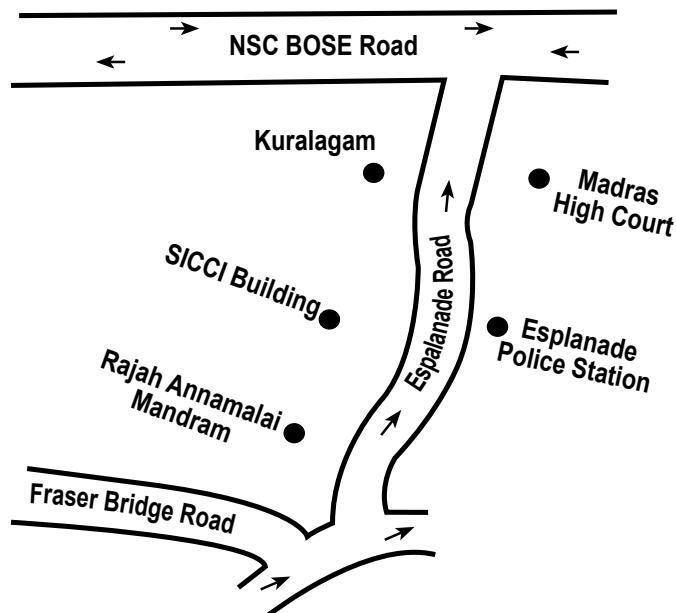 NSC BOSE Road
Kuralagam
Madras
High Court
SICCI Building
Espalanade Road
Esplanade
Police Station
Rajah Annamalai
Mandram
Fraser Bridge Road